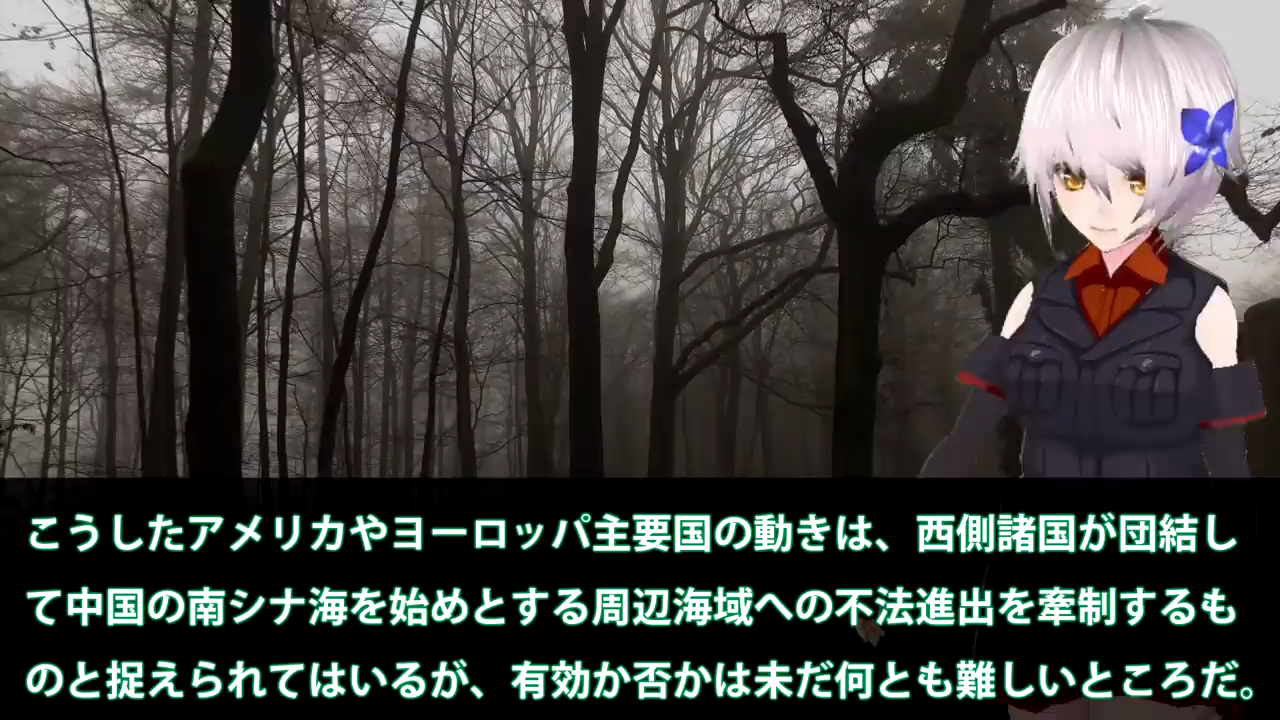 こうしたアメリカやヨーロッパ主要国の動きは、西側諸国が団結し
て中国の南シナ海を始めとする周辺海域への不法進出を牽制するも
のと捉えられてはいるが、有効か否かは未だ何とも難しいところだ。